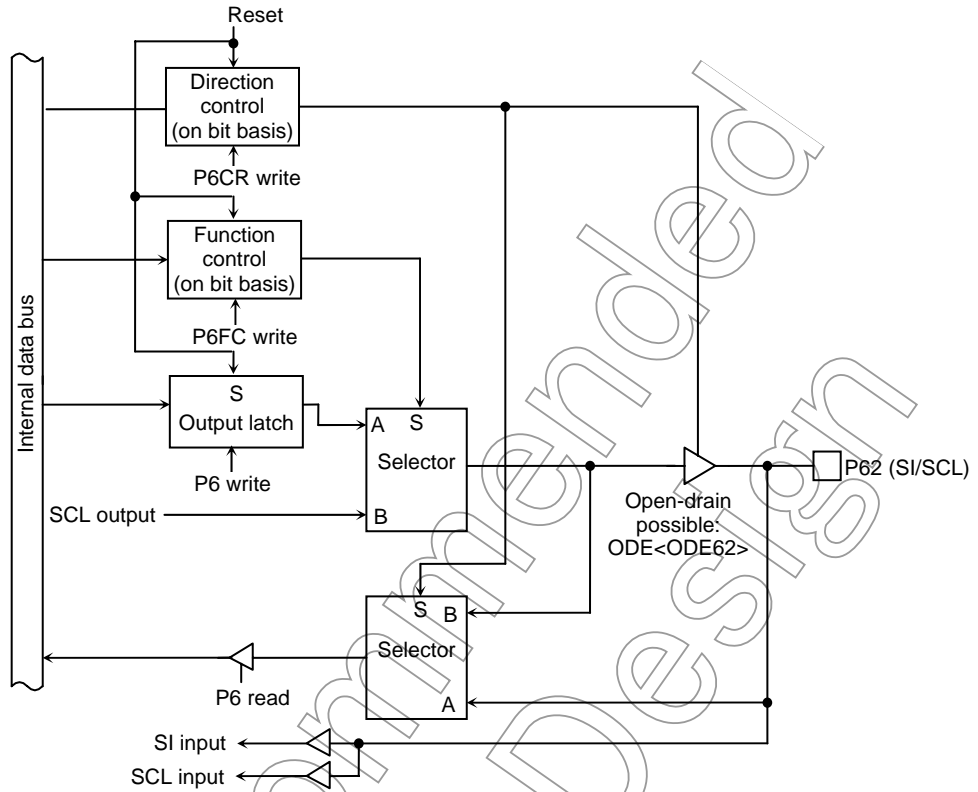 Reset
Direction
control
(on bit basis)
P6CR write
Function
control
(on bit basis)
P6FC write
Internal data bus
S
Output latch
P6 write
A
S
Selector
B
SCL output
P62 (SI/SCL)
Open-drain
possible:
ODE<ODE62>
S
B
Selector
A
P6 read
SI input
SCL input
ommended
Design